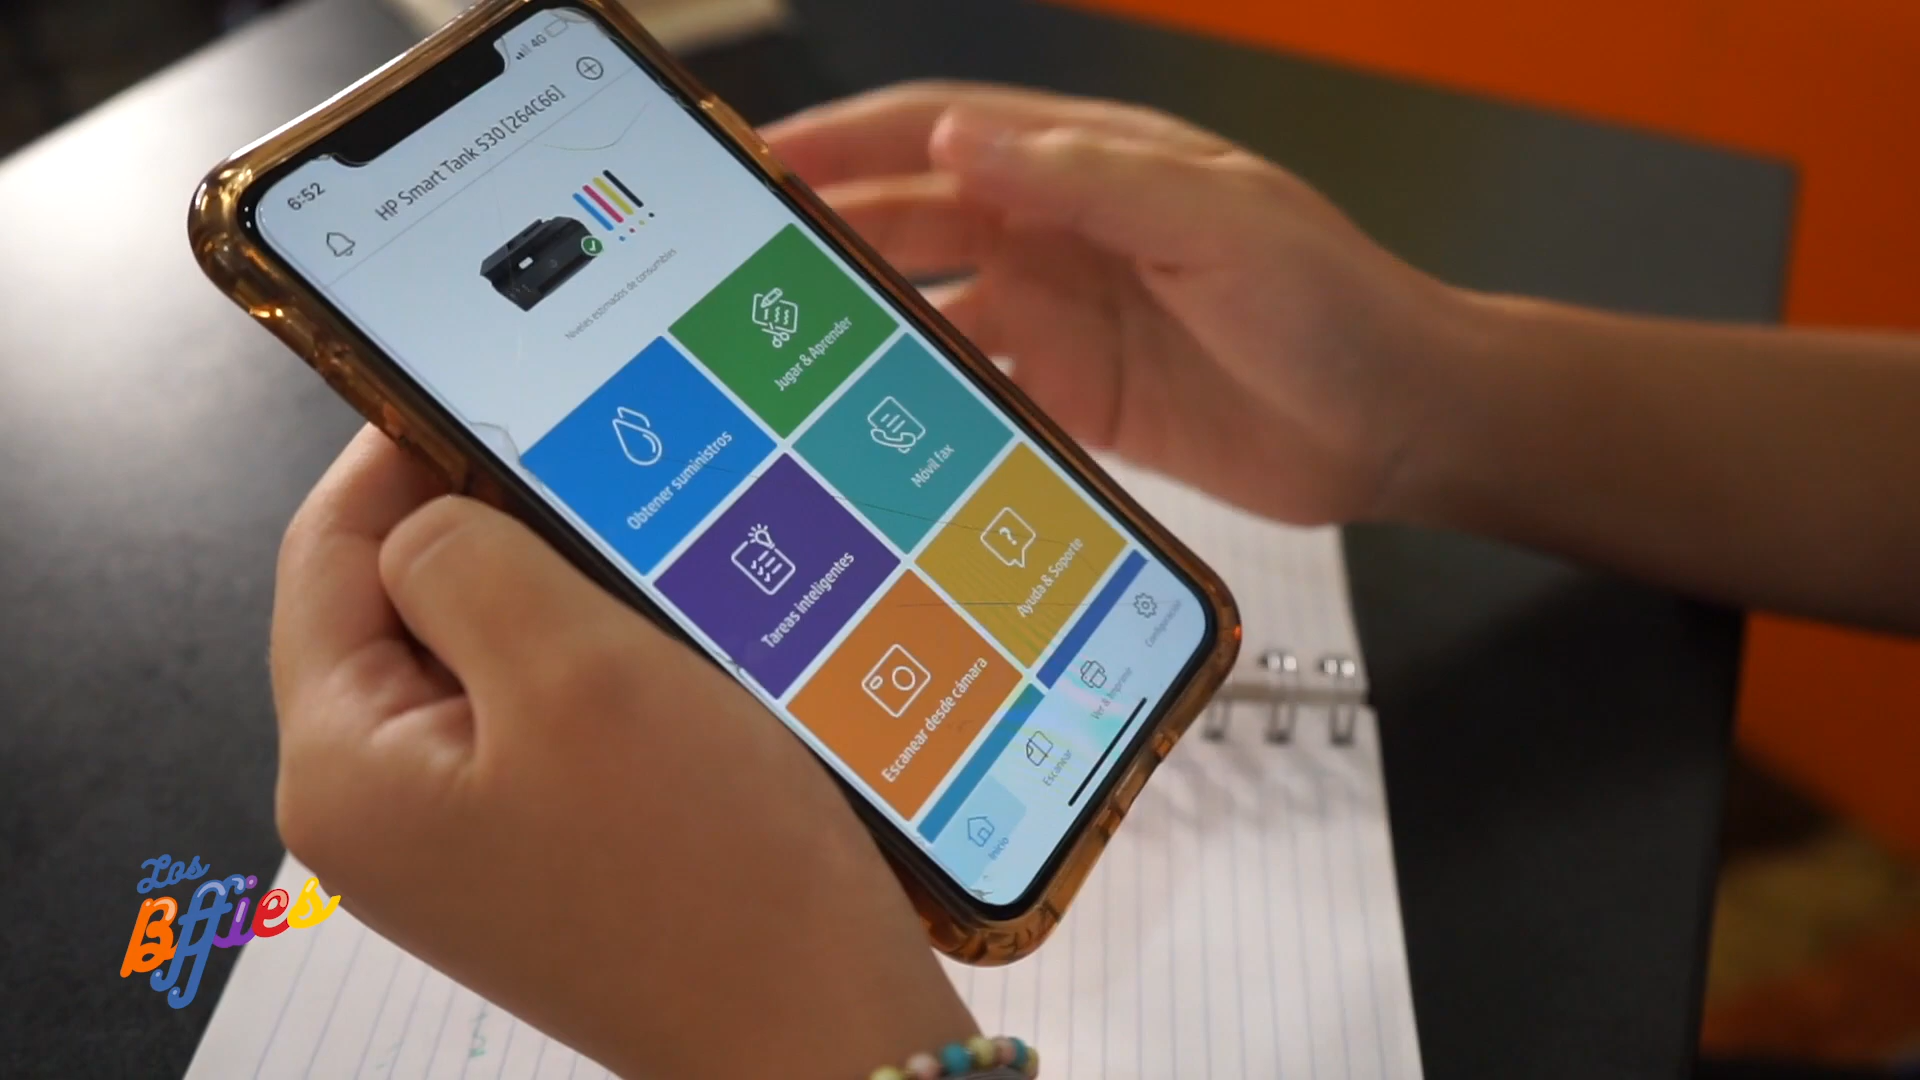 6:52
4G
HP Smart Tank 530 [264C66]
Niveles estimados de consumibles
Obtener suministros
Jugar & Aprender
Tareas inteligentes
Móvil fax
Escanear desde cámara
Ayuda & Soporte
Inicio
Escanear
Ver & Imprimir
Configuración
Los
Bffies